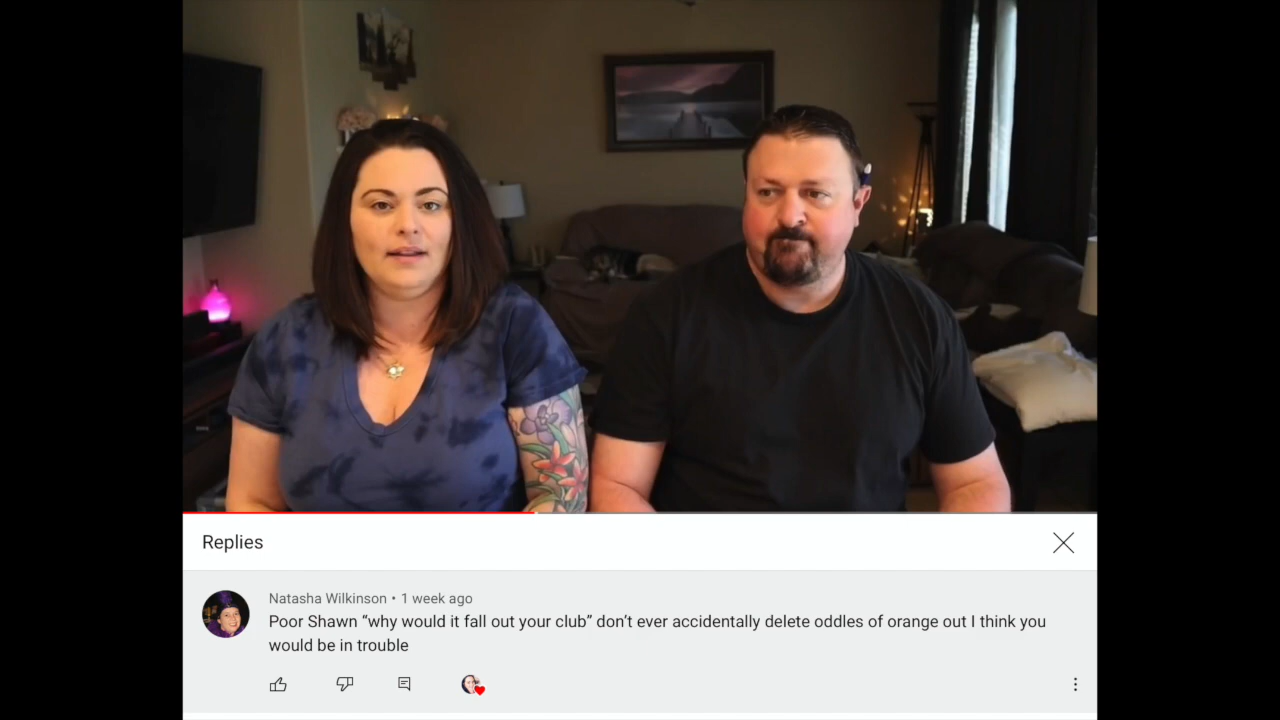 Replies
Natasha Wilkinson • 1 week ago
Poor Shawn “why would it fall out your club” don’t ever accidentally delete oddles of orange out I think you
would be in trouble